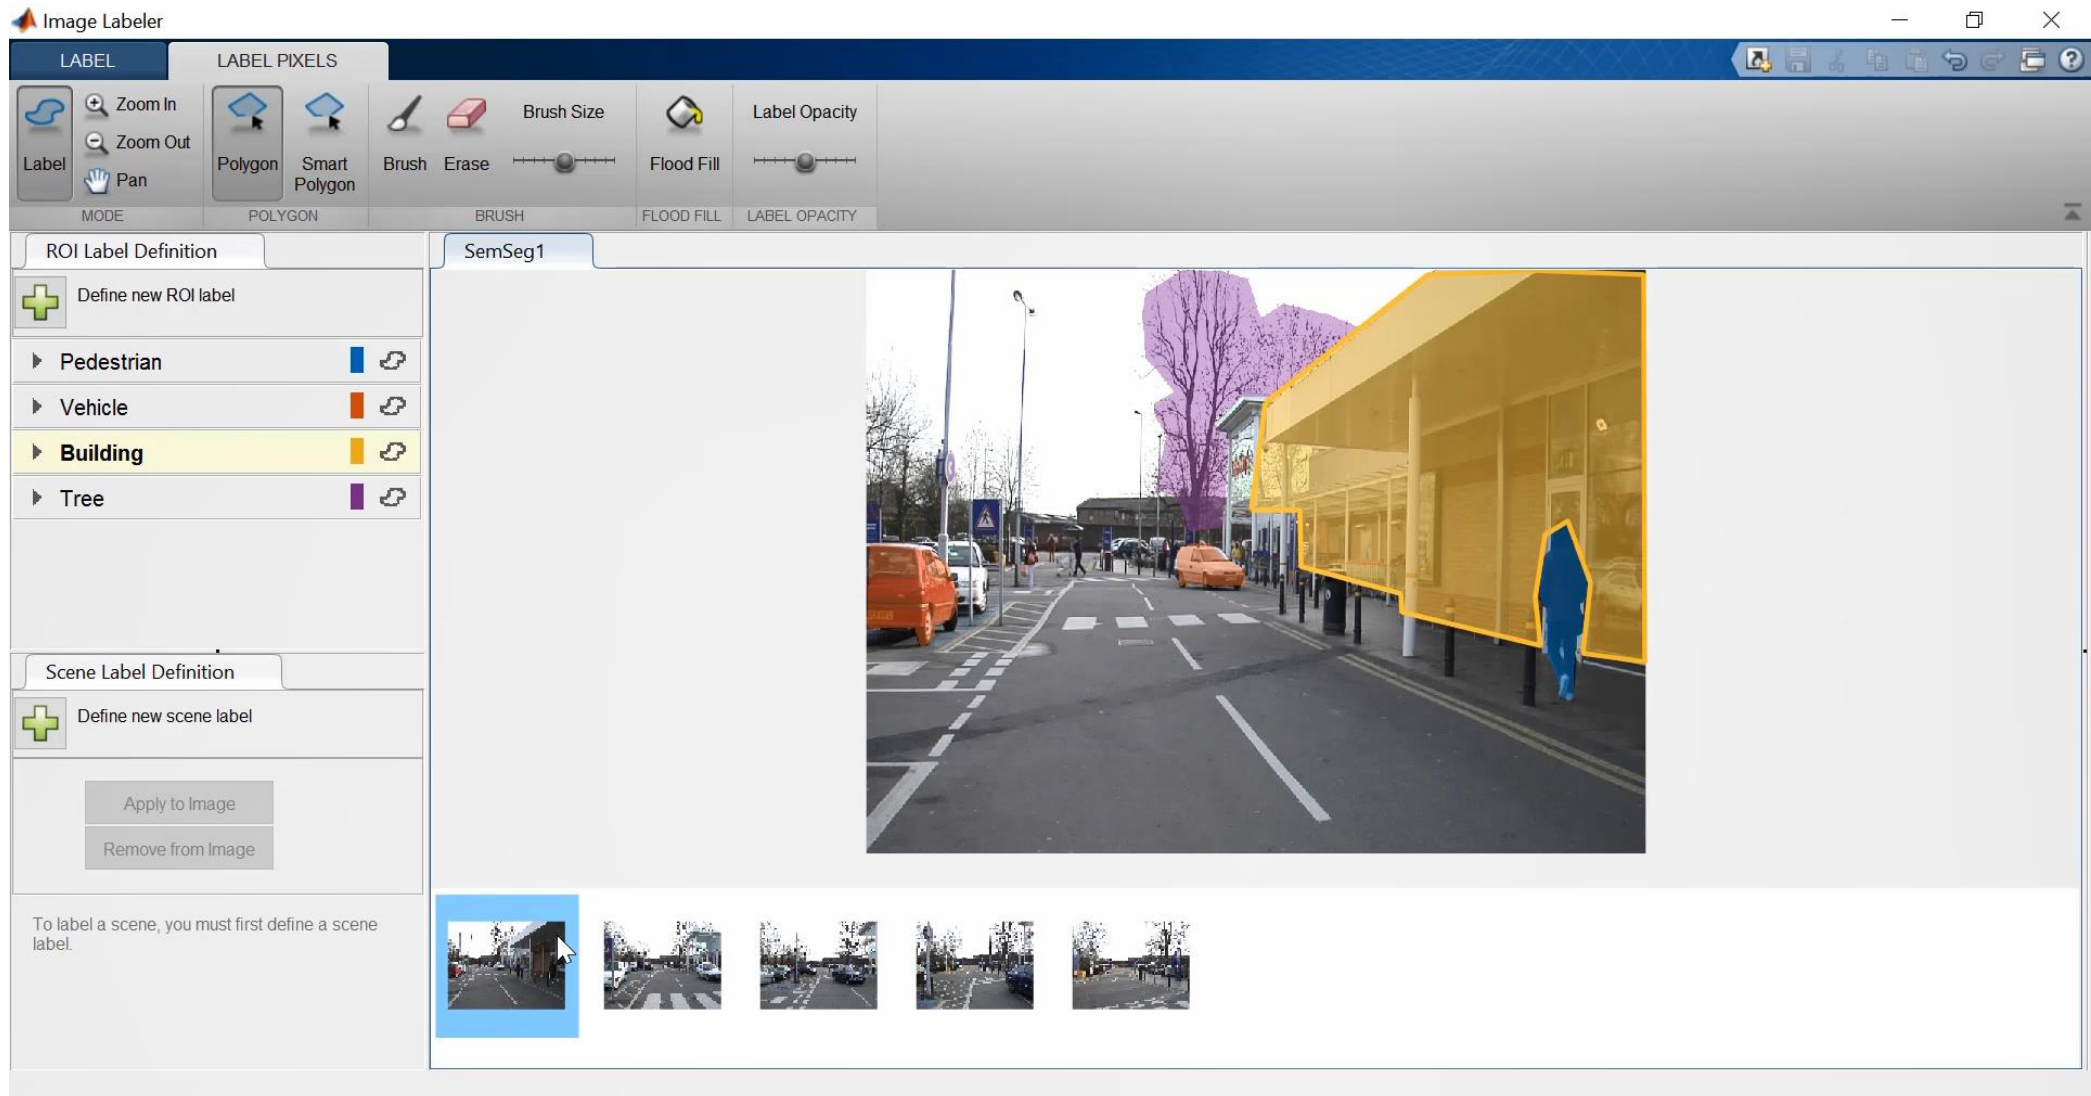 Image Labeler
LABEL
LABEL PIXELS
Label
Zoom In
Zoom Out
Pan
MODE
Polygon
Smart
Polygon
POLYGON
Brush
Erase
Brush Size
BRUSH
Flood Fill
FLOOD FILL
Label Opacity
LABEL OPACITY
ROI Label Definition
Define new ROI label
Pedestrian
Vehicle
Building
Tree
Scene Label Definition
Define new scene label
Apply to Image
Remove from Image
To label a scene, you must first define a scene
label.
SemSeg1